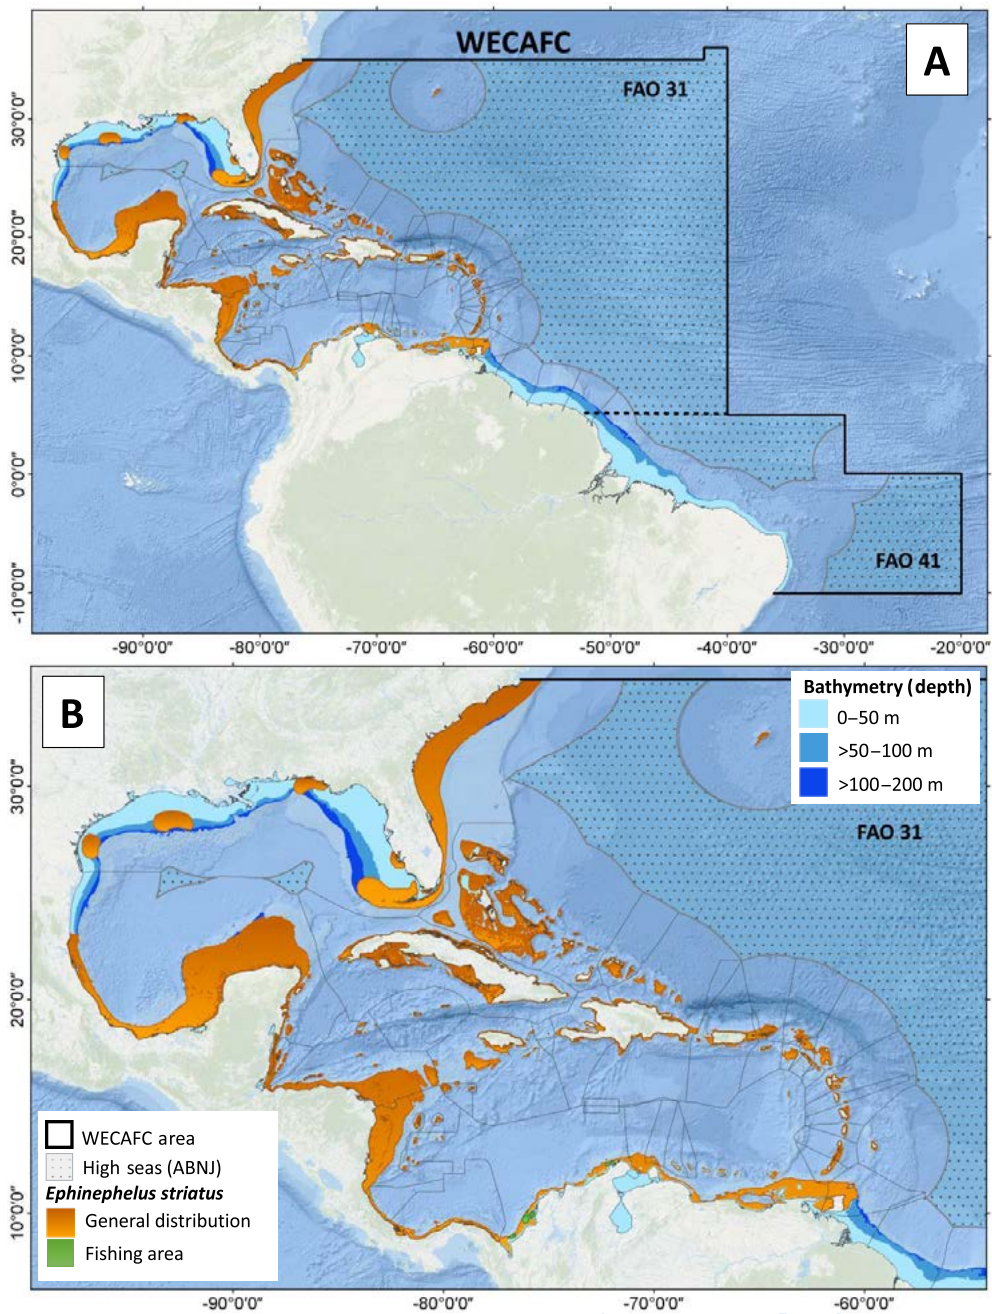 WECAFC
A
FAO 31
FAO 41
30°0'0"
20°0'0"
10°0'0"
0°0'0"
-10°0'0"
-90°0'0"
-80°0'0"
-70°0'0"
-60°0'0"
-50°0'0"
-40°0'0"
-30°0'0"
-20°0'0"
B
Bathymetry (depth)
0–50 m
>50–100 m
>100–200 m
FAO 31
30°0'0"
20°0'0"
10°0'0"
WECAFC area
High seas (ABNJ)
Ephinephelus striatus
General distribution
Fishing area
-90°0'0"
-80°0'0"
-70°0'0"
-60°0'0"